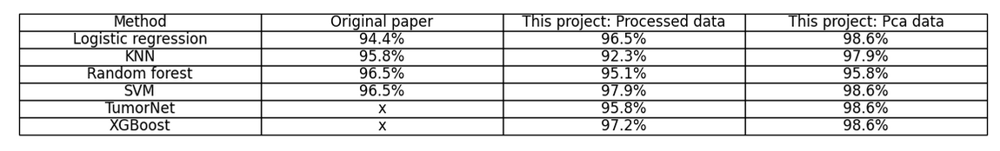 Method Original paper This project: Processed data This project: Pca data
Logistic regression 94.4% 96.5% 98.6%
KNN 95.8% 92.3% 97.9%
Random forest 96.5% 95.1% 95.8%
SVM 96.5% 97.9% 98.6%
TumorNet x 95.8% 98.6%
XGBoost x 97.2% 98.6%